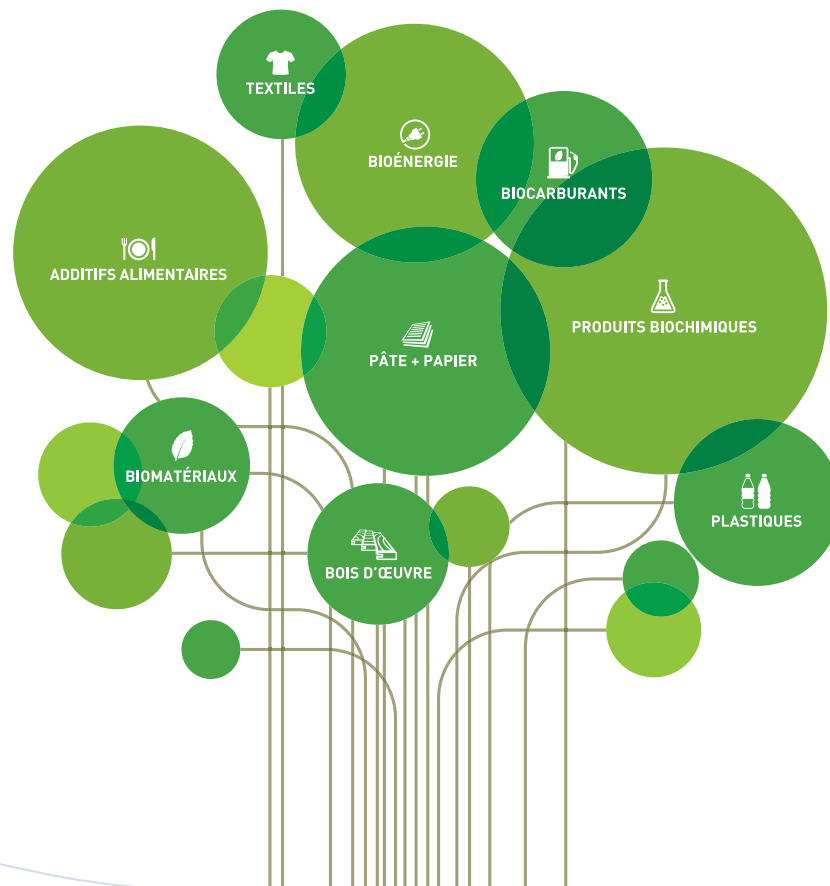 TEXTILES
BIOÉNERGIE
BIOCARBURANTS
ADDITIFS ALIMENTAIRES
PRODUITS BIOCHIMIQUES
PÂTE + PAPIER
BIOMATÉRIAUX
PLASTIQUES
BOIS D'ŒUVRE